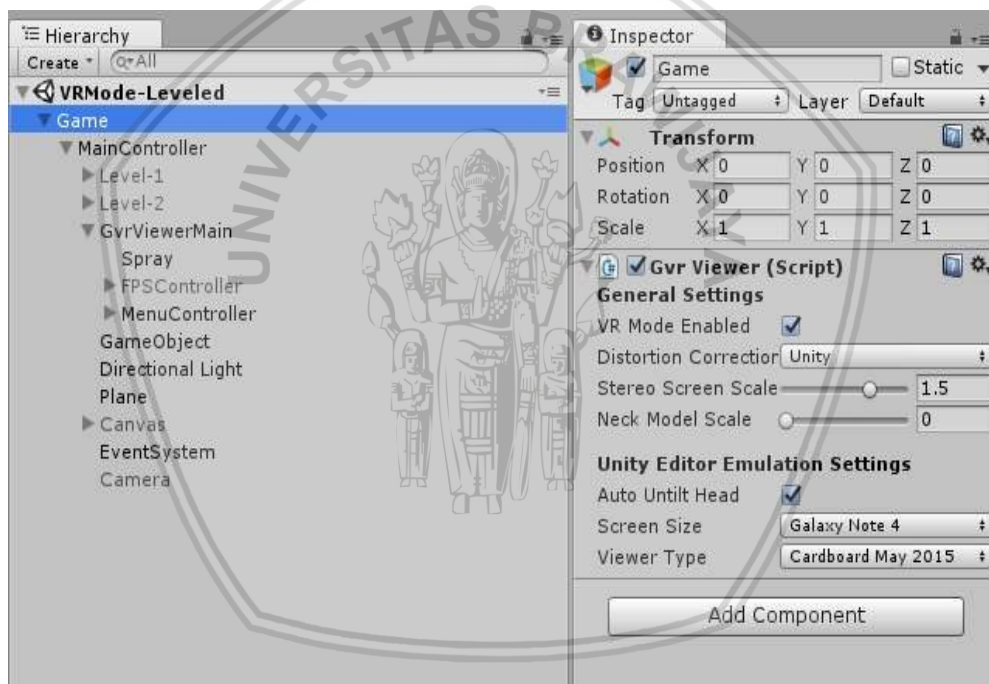 Hierarchy
Create
All
VRMode-Leveled
Game
MainController
Level-1
Level-2
GvrViewerMain
Spray
FPSController
MenuController
GameObject
Directional Light
Plane
Canvas
EventSystem
Camera
Inspector
Game Static
Tag Untagged Layer Default
Transform
Position X 0 Y 0 Z 0
Rotation X 0 Y 0 Z 0
Scale X 1 Y 1 Z 1
Gvr Viewer (Script)
General Settings
VR Mode Enabled
Distortion Correction Unity
Stereo Screen Scale 1.5
Neck Model Scale 0
Unity Editor Emulation Settings
Auto Untilt Head
Screen Size Galaxy Note 4
Viewer Type Cardboard May 2015
Add Component
UNIVERSITAS BRAWIJAYA